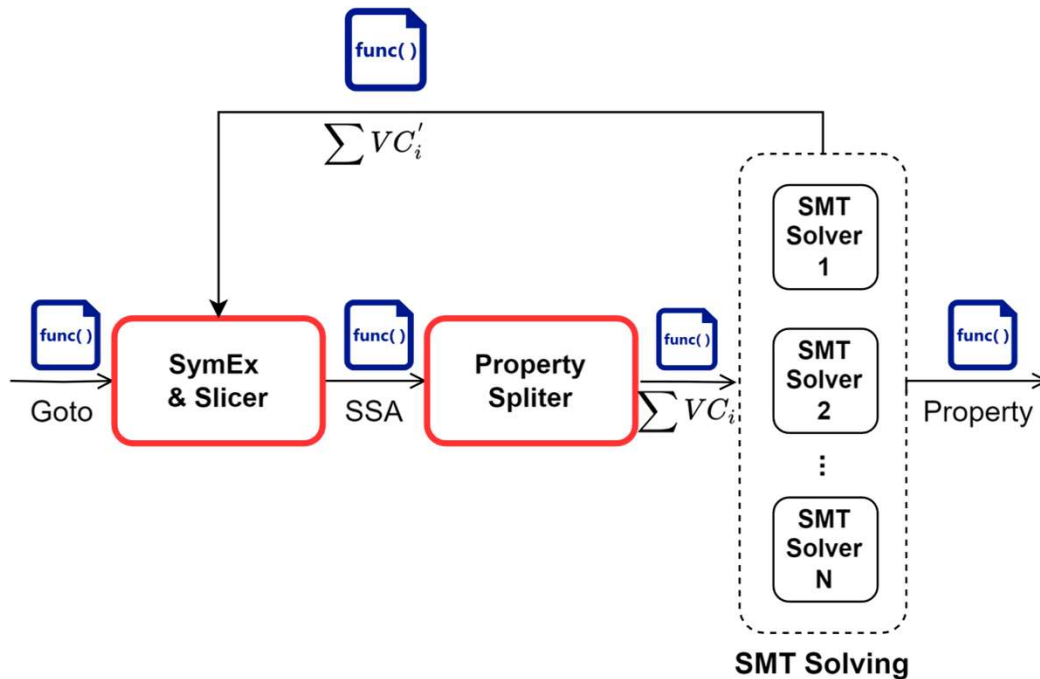 func( )
∑ VC′ᵢ
func( )
Goto
SymEx
& Slicer
func( )
SSA
Property
Spliter
func( )
∑ VCᵢ
SMT
Solver
1
SMT
Solver
2
⋮
SMT
Solver
N
SMT Solving
func( )
Property